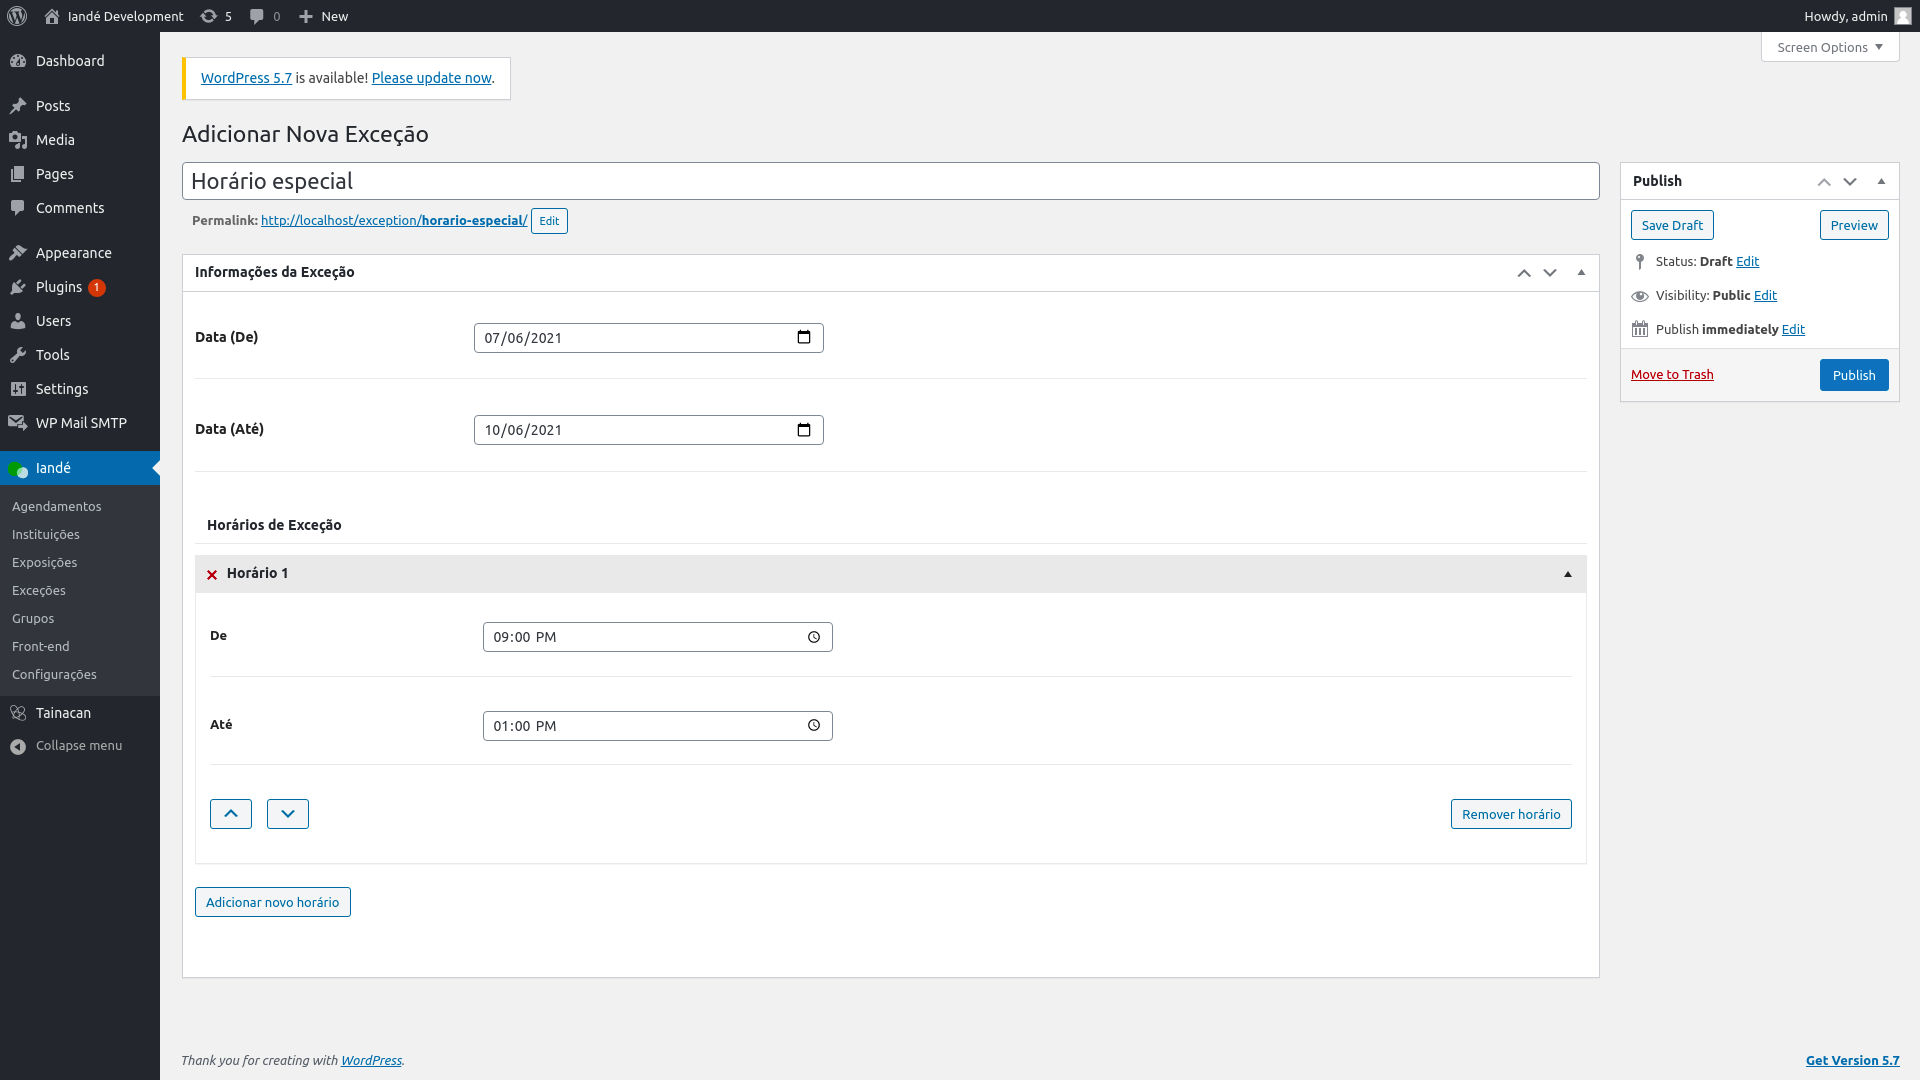 Iandé Development 5 0 New Howdy, admin
Screen Options
Dashboard
Posts
Media
Pages
Comments
Appearance
Plugins 1
Users
Tools
Settings
WP Mail SMTP
Iandé
Agendamentos
Instituições
Exposições
Exceções
Grupos
Front-end
Configurações
Tainacan
Collapse menu
WordPress 5.7 is available! Please update now.
Adicionar Nova Exceção
Horário especial
Permalink: http://localhost/exception/horario-especial/ Edit
Informações da Exceção
Data (De) 07/06/2021
Data (Até) 10/06/2021
Horários de Exceção
Horário 1
De 09:00 PM
Até 01:00 PM
Remover horário
Adicionar novo horário
Publish
Save Draft Preview
Status: Draft Edit
Visibility: Public Edit
Publish immediately Edit
Move to Trash Publish
Thank you for creating with WordPress.
Get Version 5.7